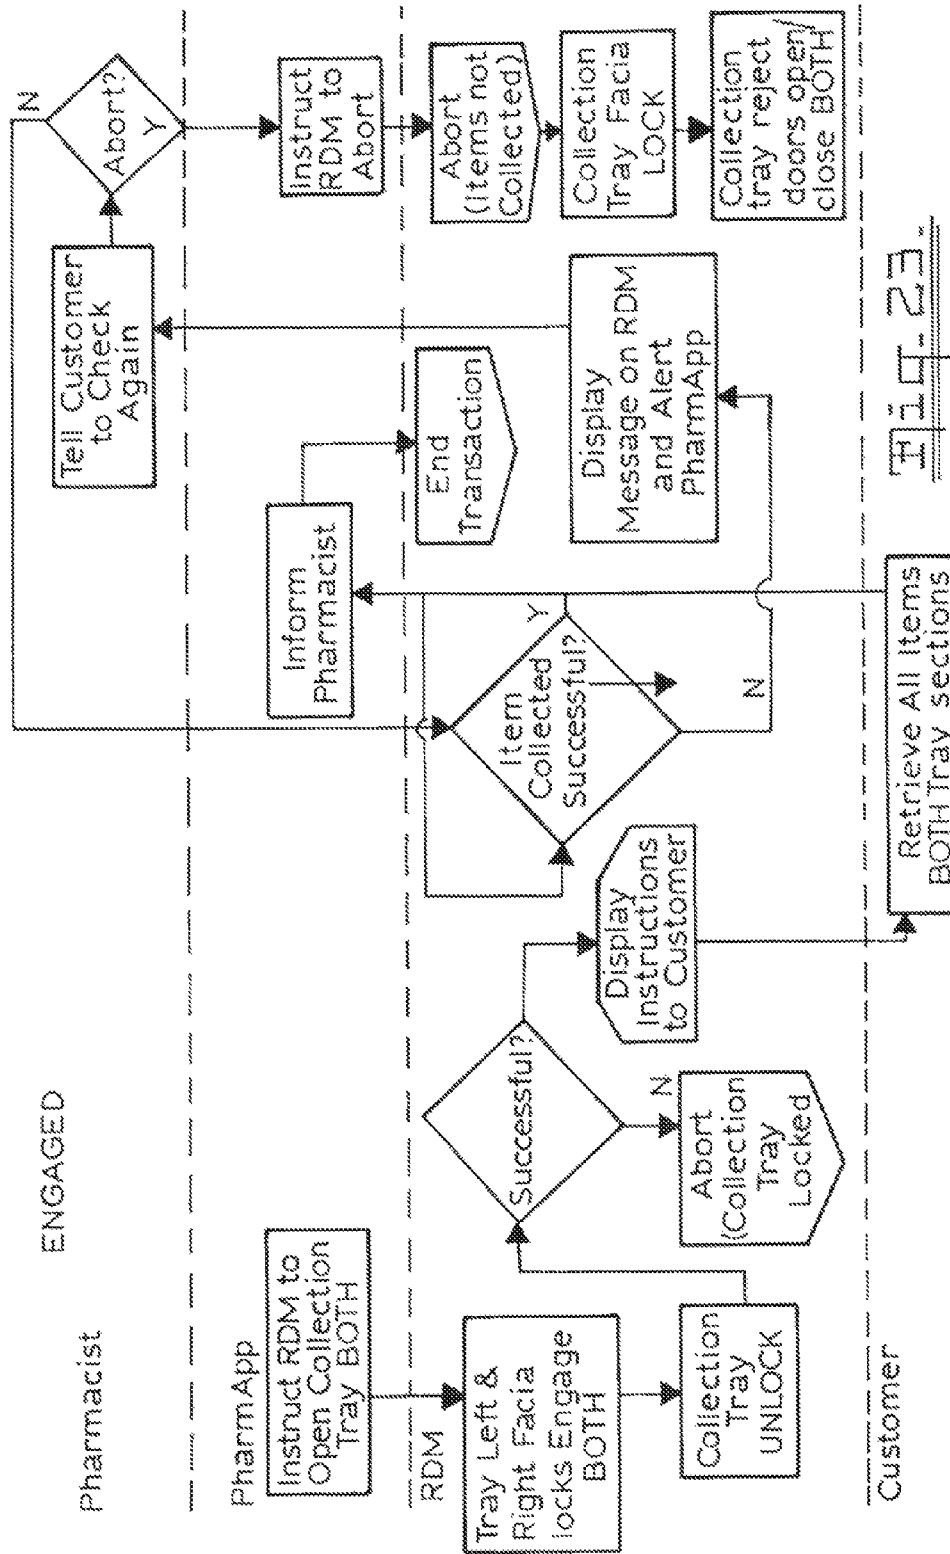 ENGAGED
Pharmacist
Tell Customer
to Check
Again
Abort?
N
Y
PharmApp
Instruct RDM to
Open Collection
Tray BOTH
Inform
Pharmacist
Instruct
RDM to
Abort
RDM
Tray Left &
Right Facia
locks Engage
BOTH
Collection
Tray
UNLOCK
Successful?
N
Abort
(Collection
Tray
Locked
Display
Instructions
to Customer
Item
Collected
Successful?
Y
N
End
Transaction
Display
Message on RDM
and Alert
PharmApp
Abort
(Items not
Collected)
Collection
Tray Facia
LOCK
Collection
tray reject
doors open/
close BOTH
Customer
Retrieve All Items
BOTH Tray sections
Fig. 23.